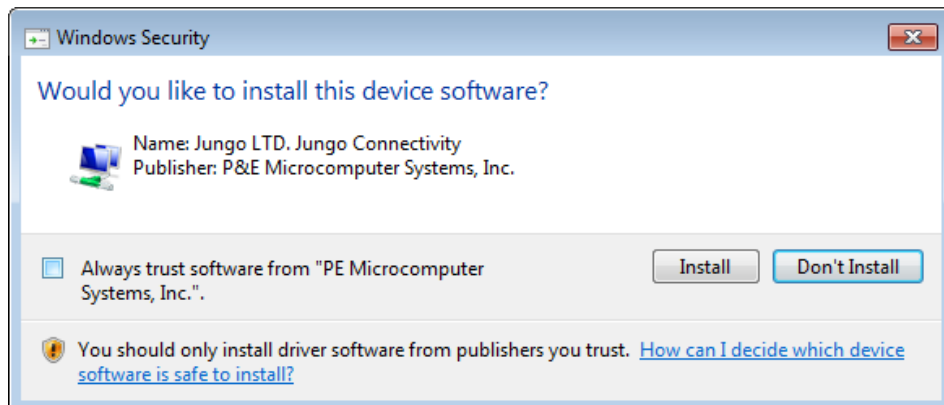 Windows Security
Would you like to install this device software?
Name: Jungo LTD. Jungo Connectivity
Publisher: P&E Microcomputer Systems, Inc.
Always trust software from "PE Microcomputer
Systems, Inc.".
Install
Don't Install
You should only install driver software from publishers you trust. How can I decide which device
software is safe to install?